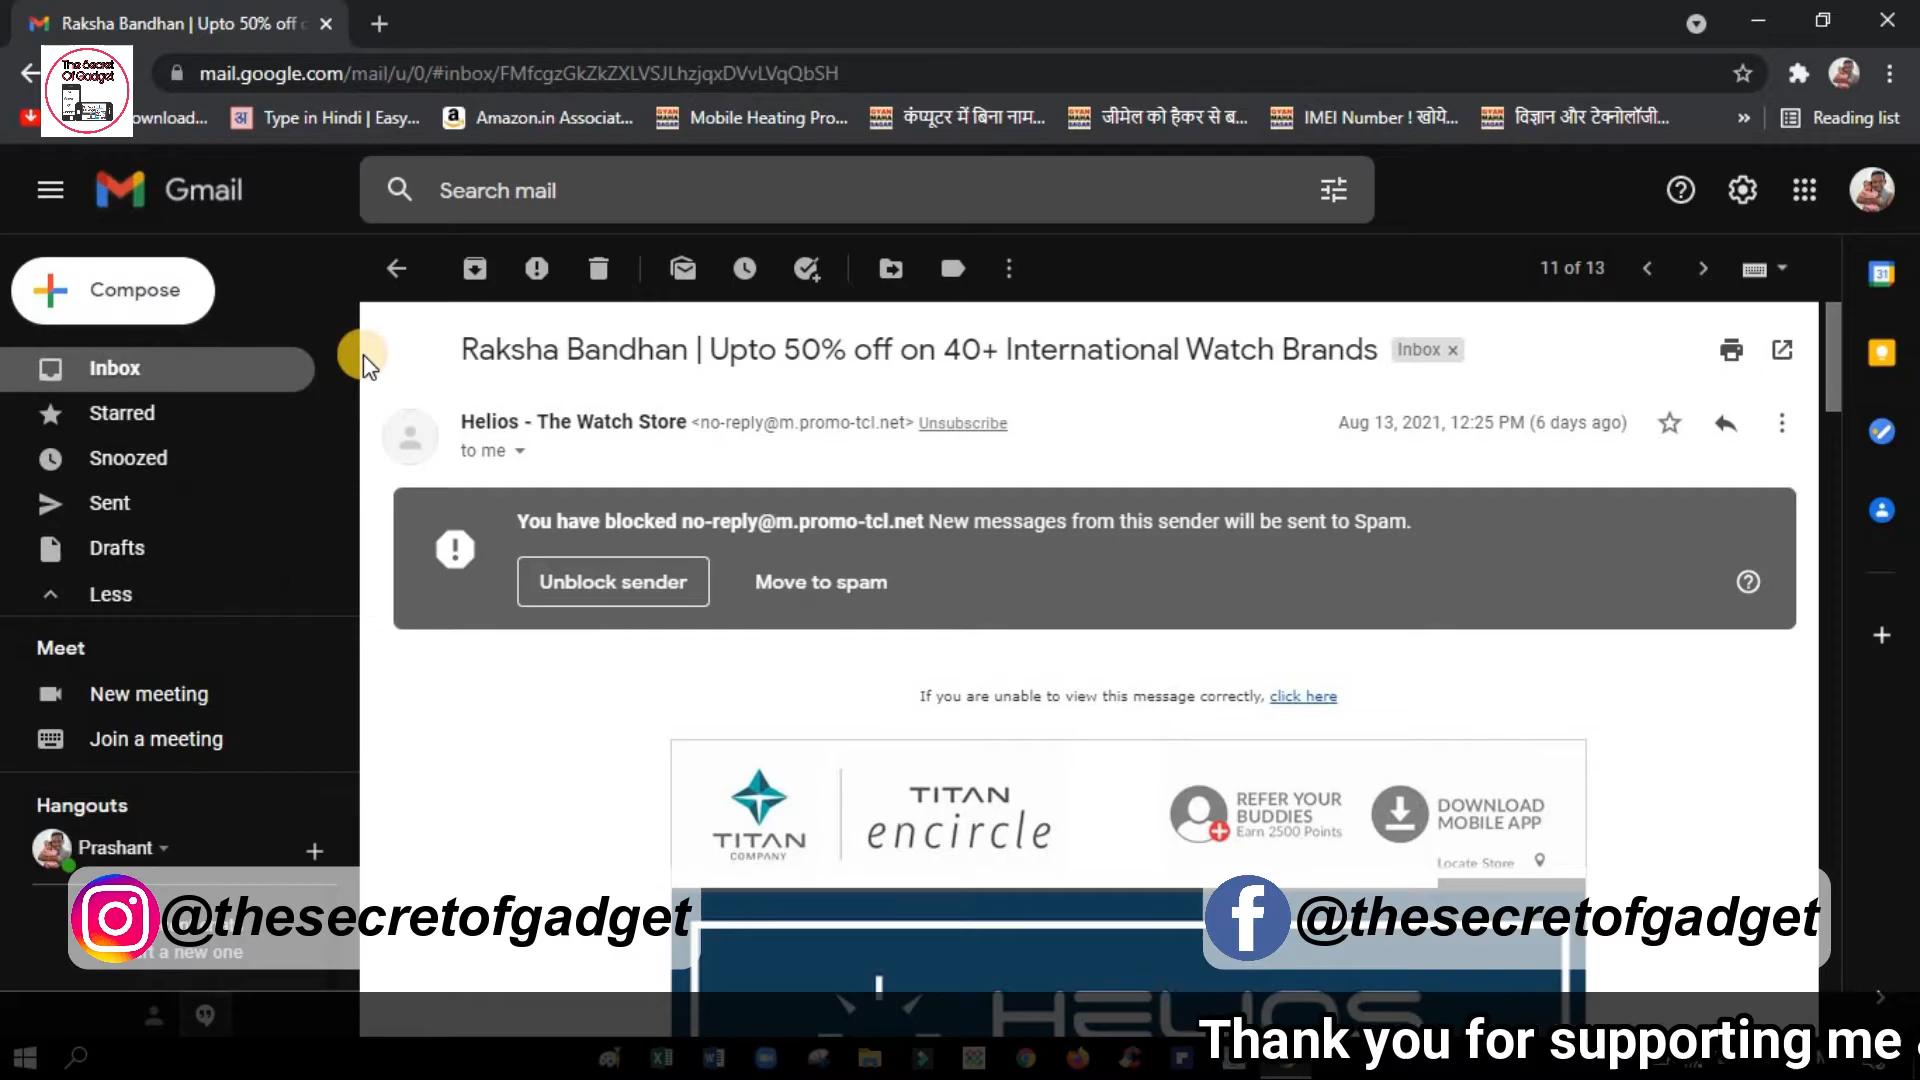 Raksha Bandhan | Upto 50% off
The Secret
Of Gadget
mail.google.com/mail/u/0/#inbox/FMfcgzGkZkZXLVSJLhzjqxDVvLVqQbSH
ownload...
Type in Hindi | Easy...
Amazon.in Associat...
Mobile Heating Pro...
कंप्यूटर में बिना नाम...
जीमेल को हैकर से ब...
IMEI Number ! खोये...
विज्ञान और टेक्नोलॉजी...
»
Reading list
Gmail
Search mail
Compose
11 of 13
Inbox
Starred
Snoozed
Sent
Drafts
Less
Meet
New meeting
Join a meeting
Hangouts
Prashant
Raksha Bandhan | Upto 50% off on 40+ International Watch Brands
Inbox x
Helios - The Watch Store <no-reply@m.promo-tcl.net> Unsubscribe
Aug 13, 2021, 12:25 PM (6 days ago)
to me
You have blocked no-reply@m.promo-tcl.net New messages from this sender will be sent to Spam.
Unblock sender
Move to spam
If you are unable to view this message correctly, click here
TITAN
COMPANY
TITAN
encircle
REFER YOUR
BUDDIES
Earn 2500 Points
DOWNLOAD
MOBILE APP
Locate Store
@thesecretofgadget
@thesecretofgadget
a new one
HELIOS
31
Thank you for supporting me